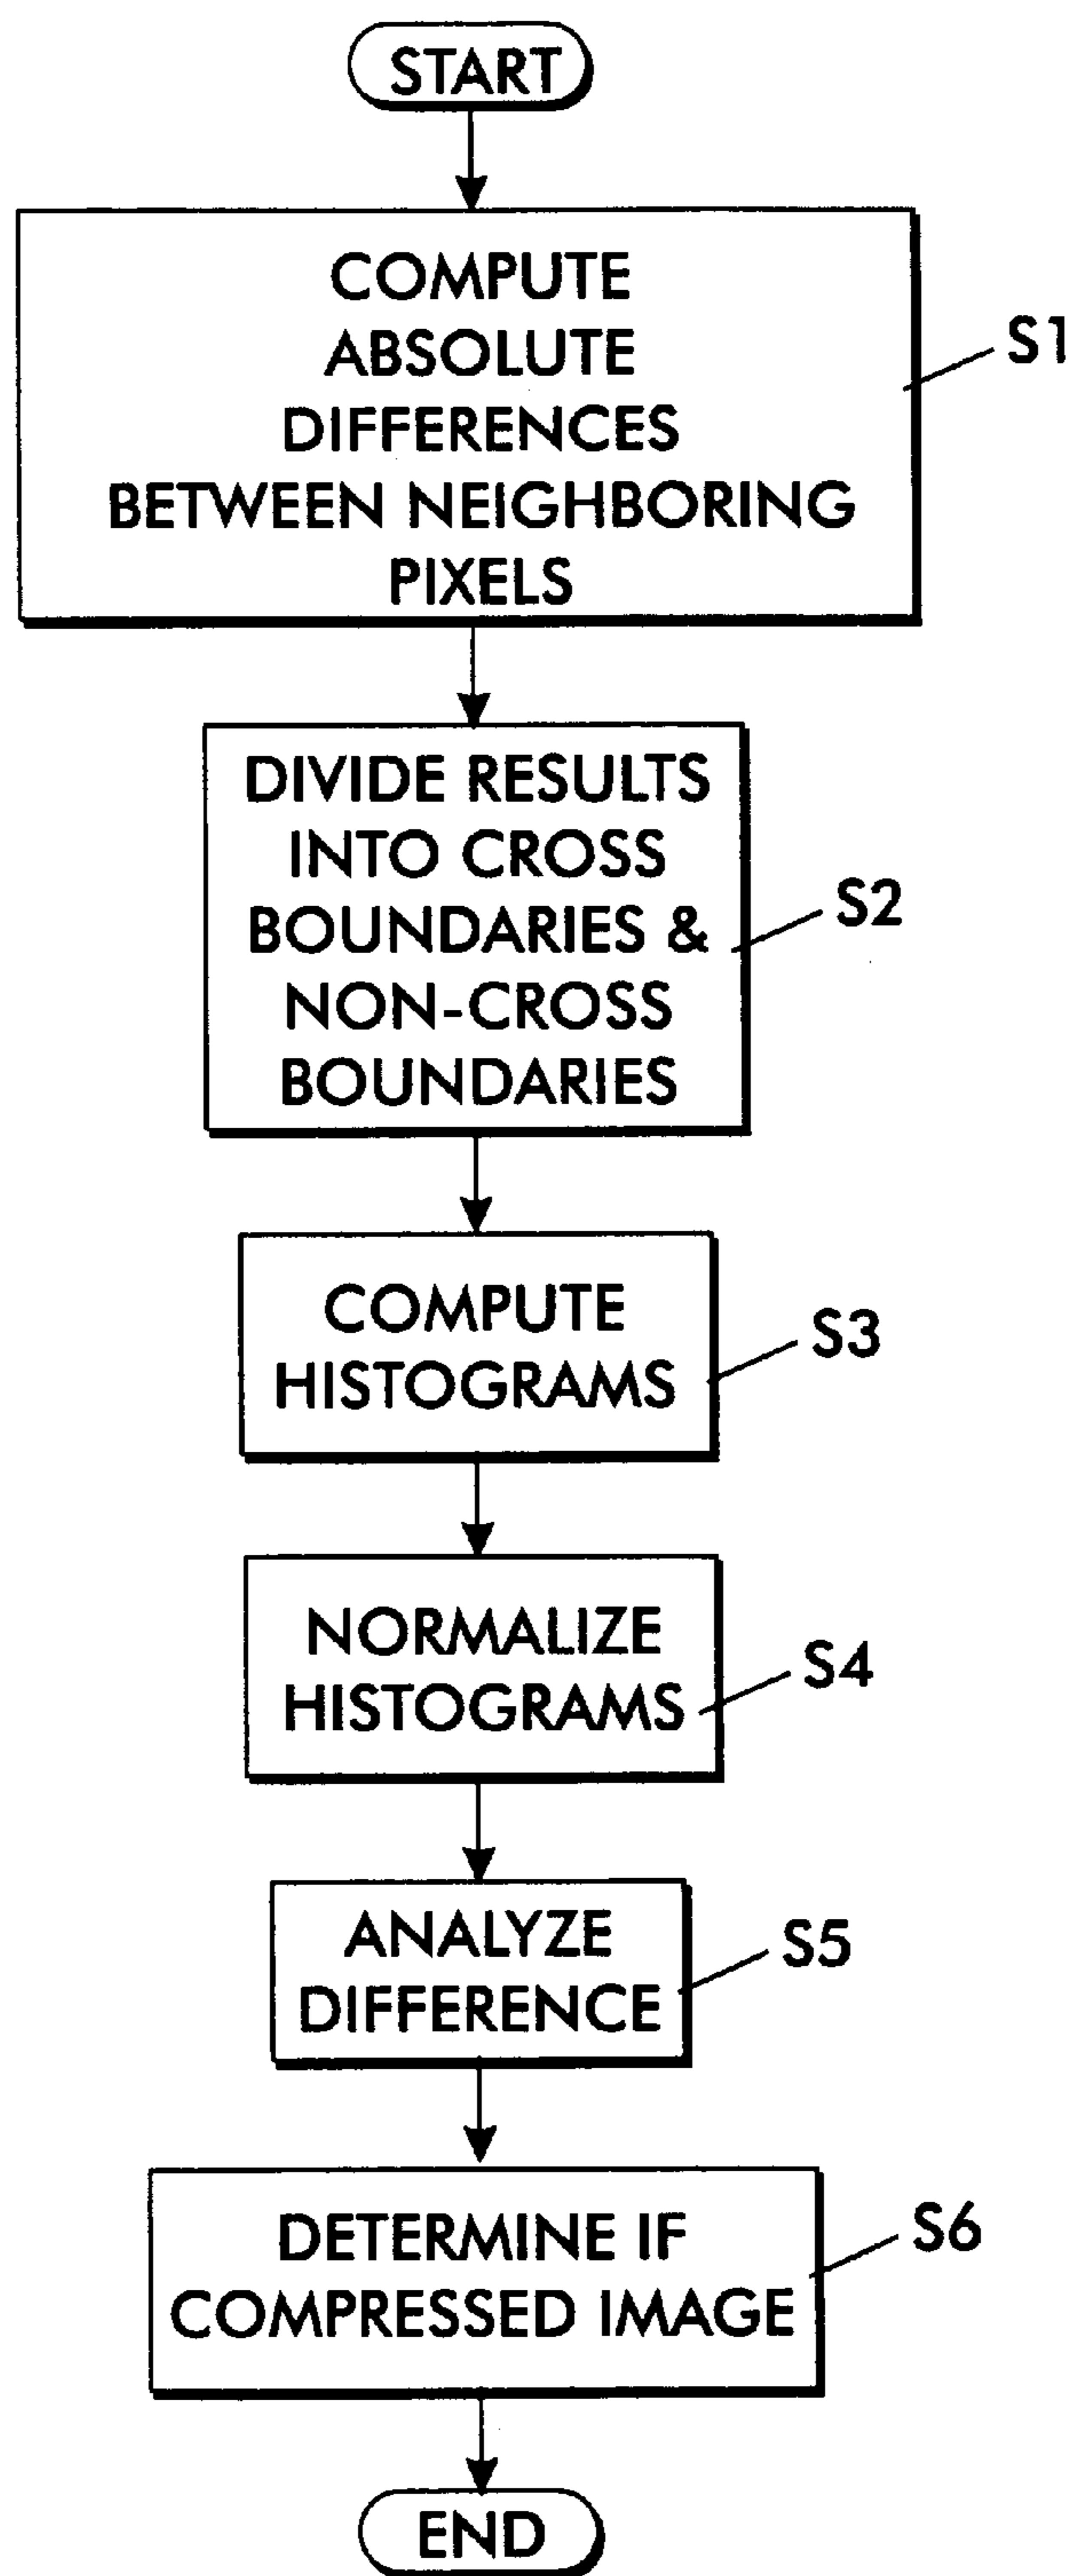 START
COMPUTE
ABSOLUTE
DIFFERENCES
BETWEEN NEIGHBORING
PIXELS
S1
DIVIDE RESULTS
INTO CROSS
BOUNDARIES &
NON-CROSS
BOUNDARIES
S2
COMPUTE
HISTOGRAMS
S3
NORMALIZE
HISTOGRAMS
S4
ANALYZE
DIFFERENCE
S5
DETERMINE IF
COMPRESSED IMAGE
S6
END